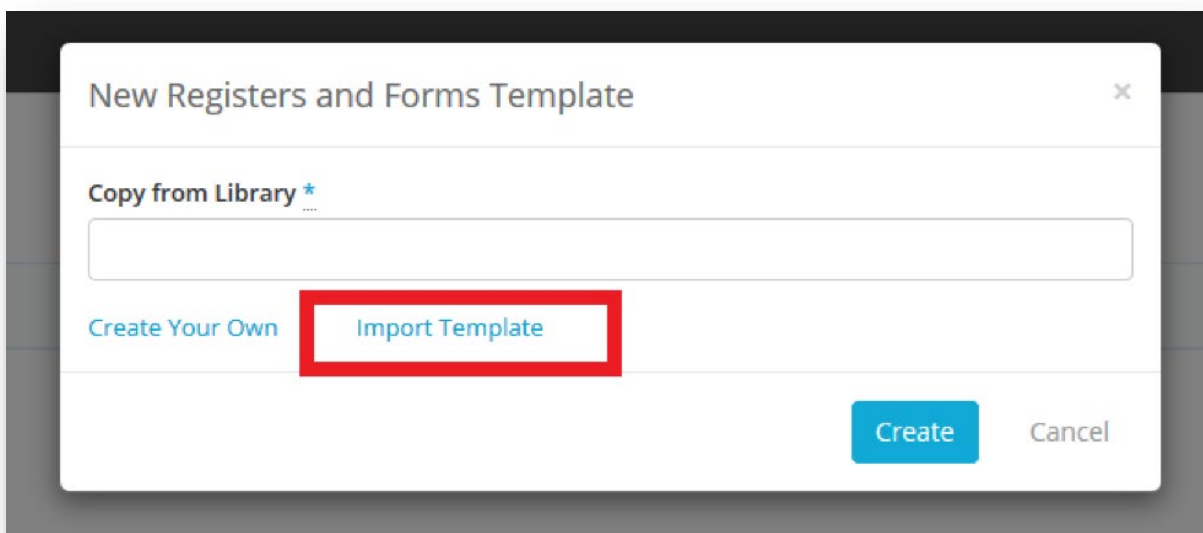 New Registers and Forms Template ×
Copy from Library *
Create Your Own Import Template
Create Cancel